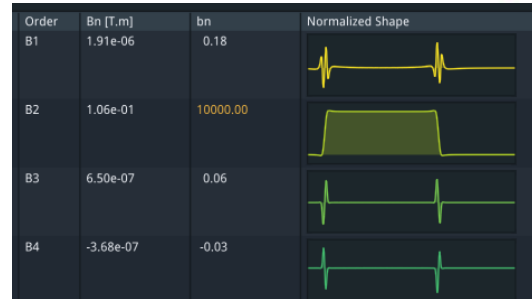 Order Bn [T.m] bn Normalized Shape
B1 1.91e-06 0.18
B2 1.06e-01 10000.00
B3 6.50e-07 0.06
B4 -3.68e-07 -0.03